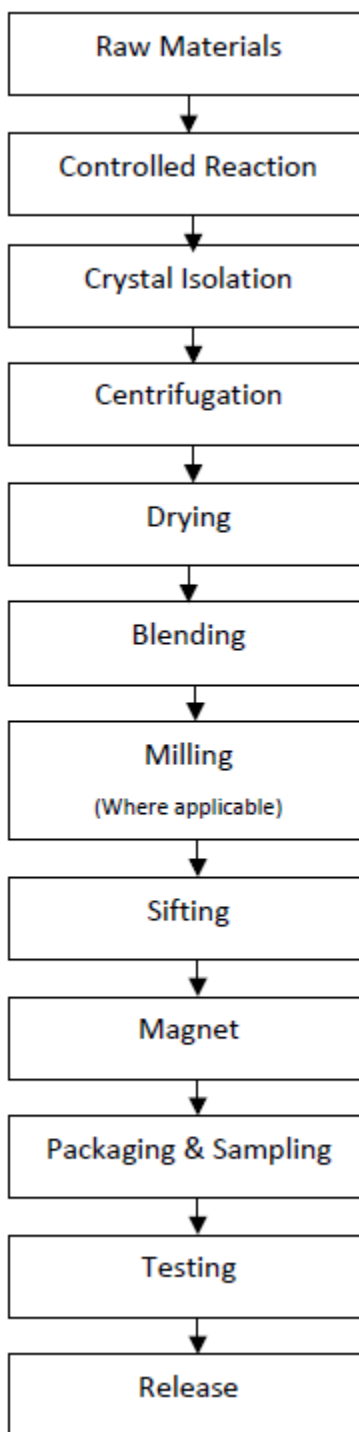 Raw Materials
Controlled Reaction
Crystal Isolation
Centrifugation
Drying
Blending
Milling
(Where applicable)
Sifting
Magnet
Packaging & Sampling
Testing
Release